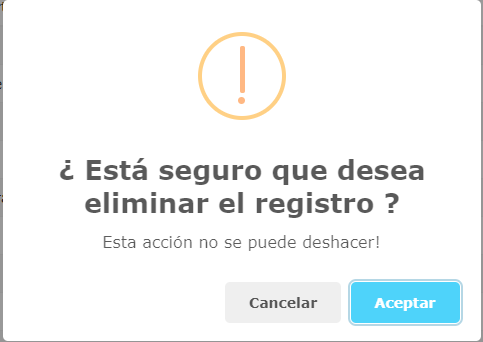 ¿ Está seguro que desea
eliminar el registro ?
Esta acción no se puede deshacer!
Cancelar
Aceptar